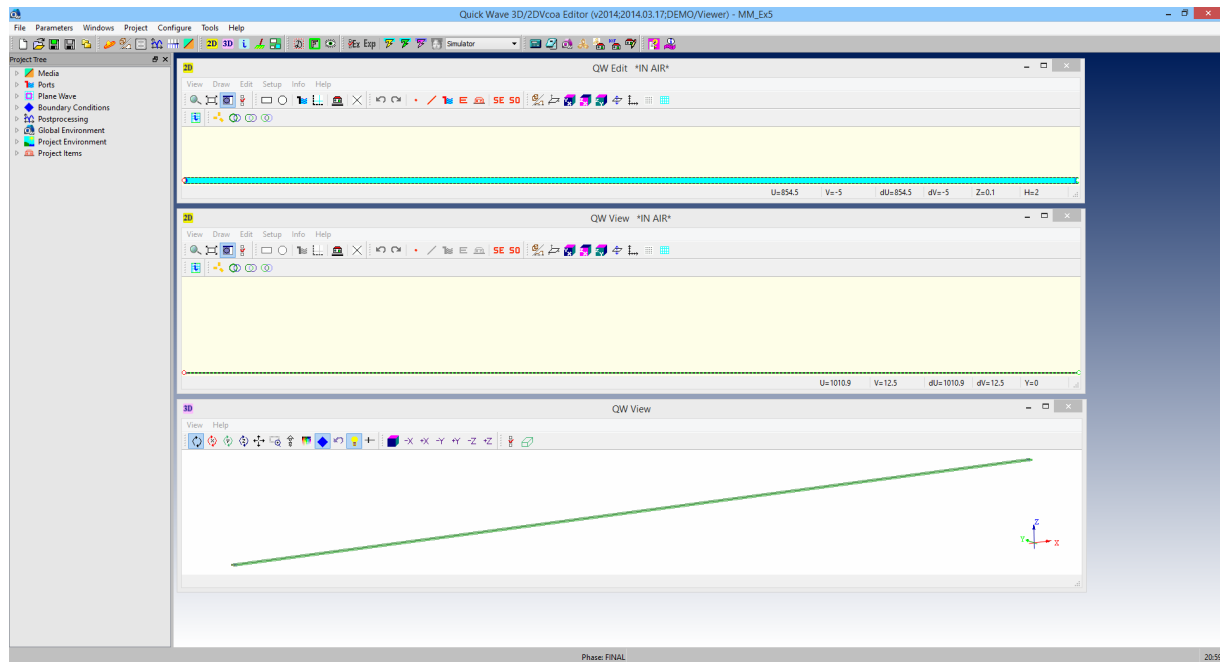 Quick Wave 3D/2DVcoa Editor (v2014;2014.03.17;DEMO/Viewer) - MM_Ex5
File Parameters Windows Project Configure Tools Help
2D 3D i Ex Exp Simulator
Project Tree
Media
Ports
Plane Wave
Boundary Conditions
Postprocessing
Global Environment
Project Environment
Project Items
2D QW Edit *IN AIR*
View Draw Edit Setup Info Help
SE SO
U=854.5 V=-5 dU=854.5 dV=-5 Z=0.1 H=2
2D QW View *IN AIR*
View Draw Edit Setup Info Help
SE SO
U=1010.9 V=12.5 dU=1010.9 dV=12.5 Y=0
3D QW View
View Help
-X +X -Y +Y -Z +Z
Z
Y X
Phase: FINAL 20:59